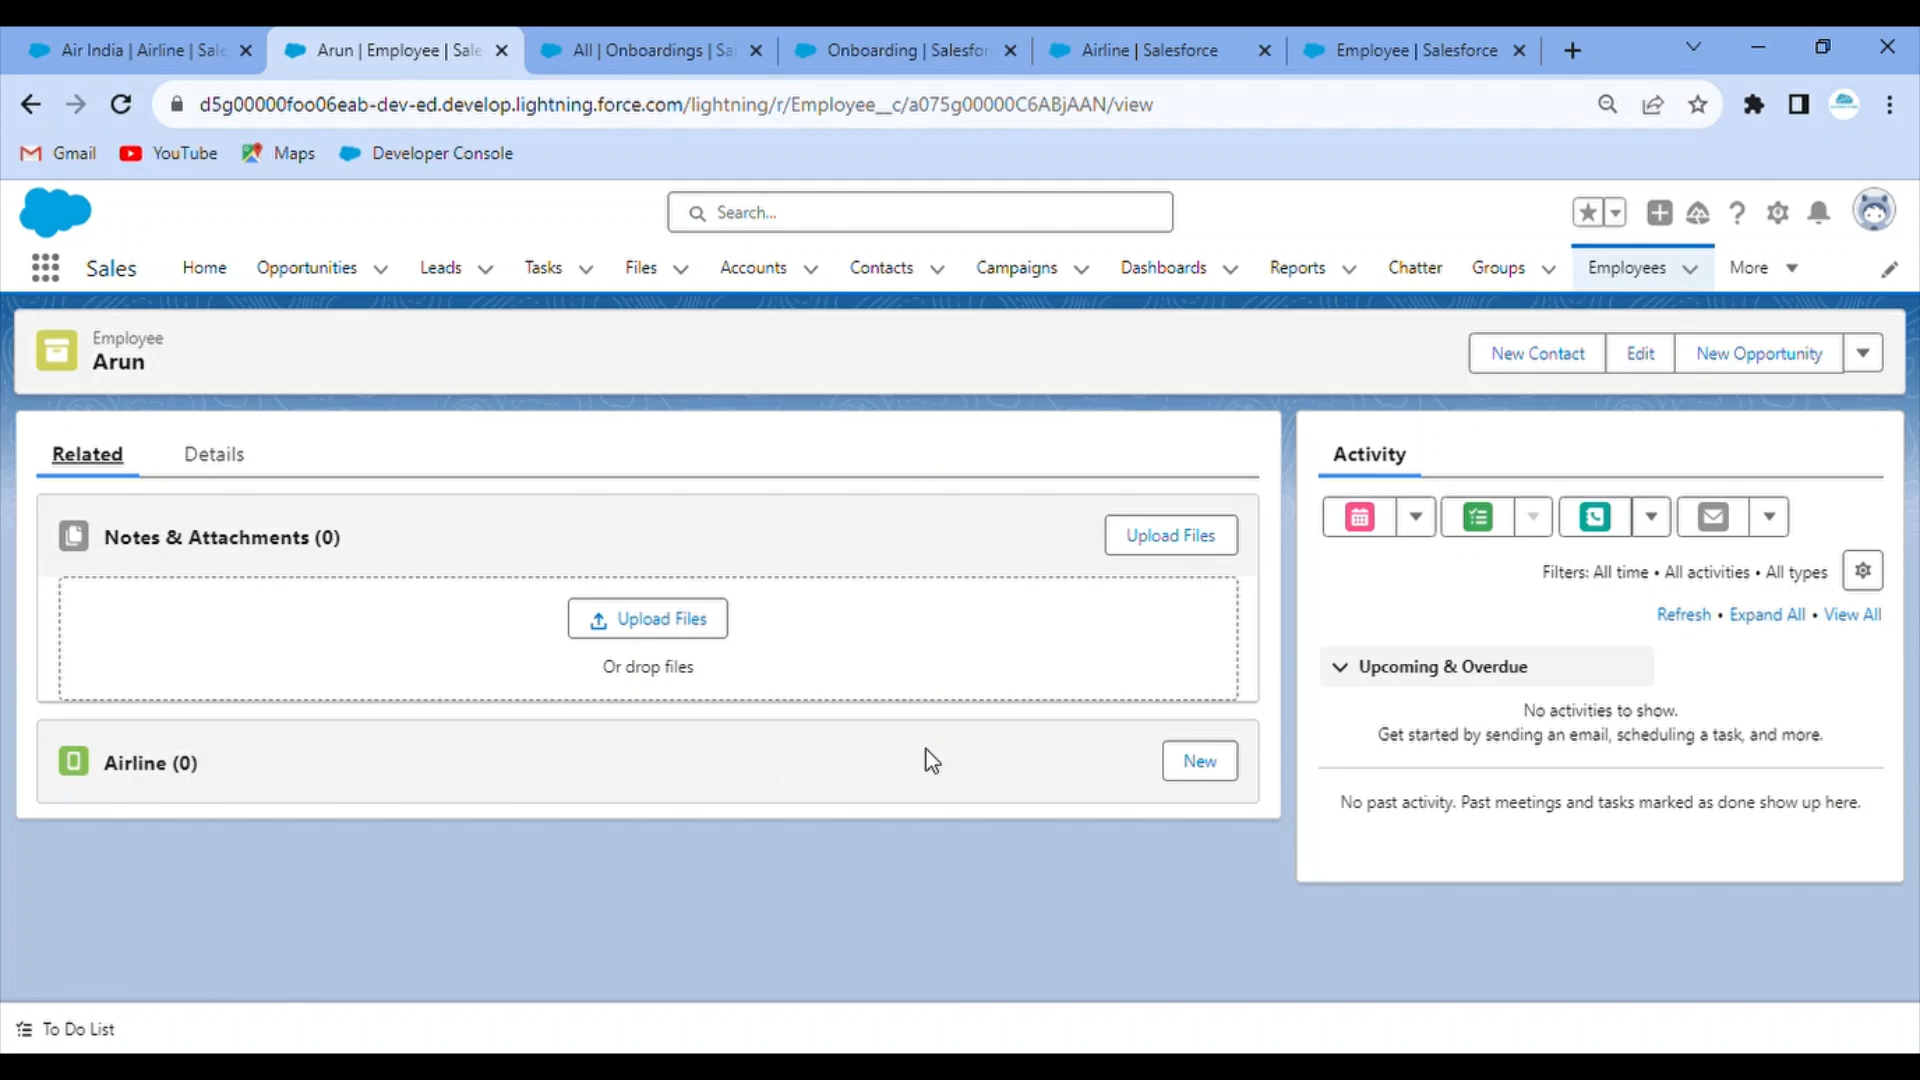 Air India | Airline | Sale
Arun | Employee | Sale
All | Onboardings | Sa
Onboarding | Salesfor
Airline | Salesforce
Employee | Salesforce
d5g00000foo06eab-dev-ed.develop.lightning.force.com/lightning/r/Employee__c/a075g00000C6ABjAAN/view
Gmail YouTube Maps Developer Console
Search...
Sales Home Opportunities Leads Tasks Files Accounts Contacts Campaigns Dashboards Reports Chatter Groups Employees More
Employee
Arun
New Contact Edit New Opportunity
Related Details
Notes & Attachments (0)
Upload Files
Upload Files
Or drop files
Airline (0)
New
Activity
Filters: All time • All activities • All types
Refresh • Expand All • View All
Upcoming & Overdue
No activities to show.
Get started by sending an email, scheduling a task, and more.
No past activity. Past meetings and tasks marked as done show up here.
To Do List